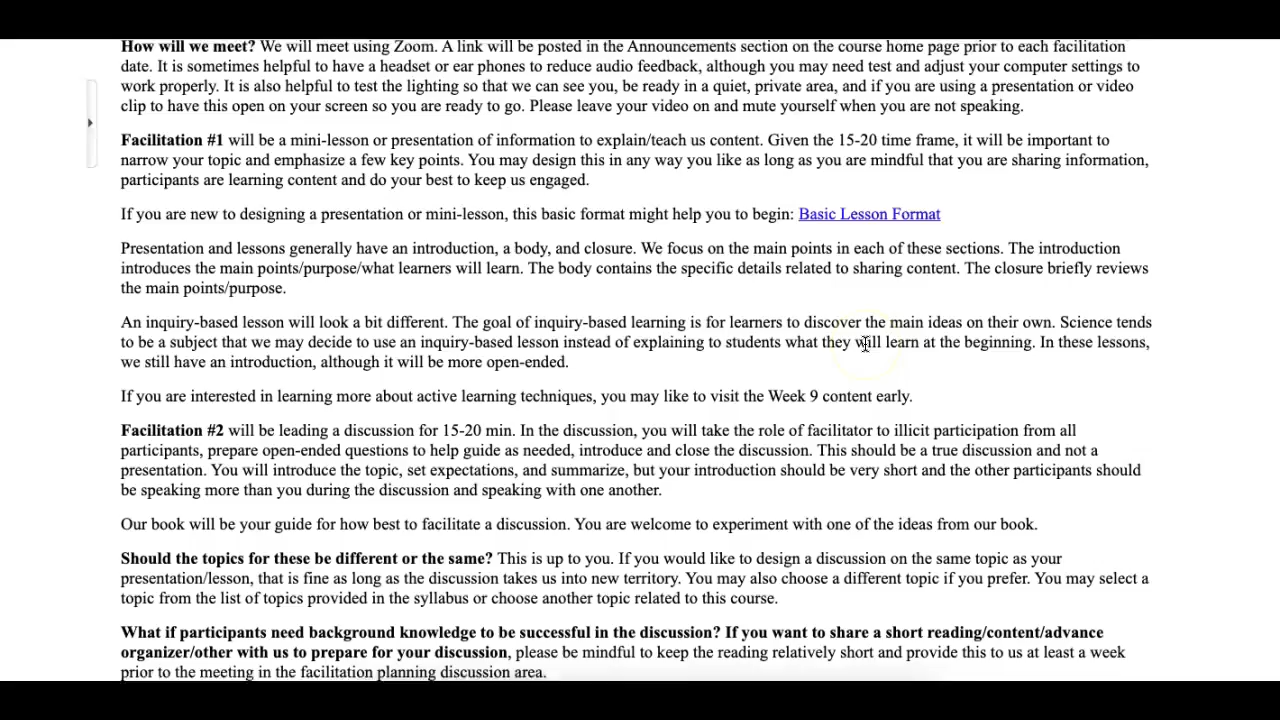 How will we meet? We will meet using Zoom. A link will be posted in the Announcements section on the course home page prior to each facilitation
date. It is sometimes helpful to have a headset or ear phones to reduce audio feedback, although you may need test and adjust your computer settings to
work properly. It is also helpful to test the lighting so that we can see you, be ready in a quiet, private area, and if you are using a presentation or video
clip to have this open on your screen so you are ready to go. Please leave your video on and mute yourself when you are not speaking.
Facilitation #1 will be a mini-lesson or presentation of information to explain/teach us content. Given the 15-20 time frame, it will be important to
narrow your topic and emphasize a few key points. You may design this in any way you like as long as you are mindful that you are sharing information,
participants are learning content and do your best to keep us engaged.
If you are new to designing a presentation or mini-lesson, this basic format might help you to begin: Basic Lesson Format
Presentation and lessons generally have an introduction, a body, and closure. We focus on the main points in each of these sections. The introduction
introduces the main points/purpose/what learners will learn. The body contains the specific details related to sharing content. The closure briefly reviews
the main points/purpose.
An inquiry-based lesson will look a bit different. The goal of inquiry-based learning is for learners to discover the main ideas on their own. Science tends
to be a subject that we may decide to use an inquiry-based lesson instead of explaining to students what they will learn at the beginning. In these lessons,
we still have an introduction, although it will be more open-ended.
If you are interested in learning more about active learning techniques, you may like to visit the Week 9 content early.
Facilitation #2 will be leading a discussion for 15-20 min. In the discussion, you will take the role of facilitator to illicit participation from all
participants, prepare open-ended questions to help guide as needed, introduce and close the discussion. This should be a true discussion and not a
presentation. You will introduce the topic, set expectations, and summarize, but your introduction should be very short and the other participants should
be speaking more than you during the discussion and speaking with one another.
Our book will be your guide for how best to facilitate a discussion. You are welcome to experiment with one of the ideas from our book.
Should the topics for these be different or the same? This is up to you. If you would like to design a discussion on the same topic as your
presentation/lesson, that is fine as long as the discussion takes us into new territory. You may also choose a different topic if you prefer. You may select a
topic from the list of topics provided in the syllabus or choose another topic related to this course.
What if participants need background knowledge to be successful in the discussion? If you want to share a short reading/content/advance
organizer/other with us to prepare for your discussion, please be mindful to keep the reading relatively short and provide this to us at least a week
prior to the meeting in the facilitation planning discussion area.